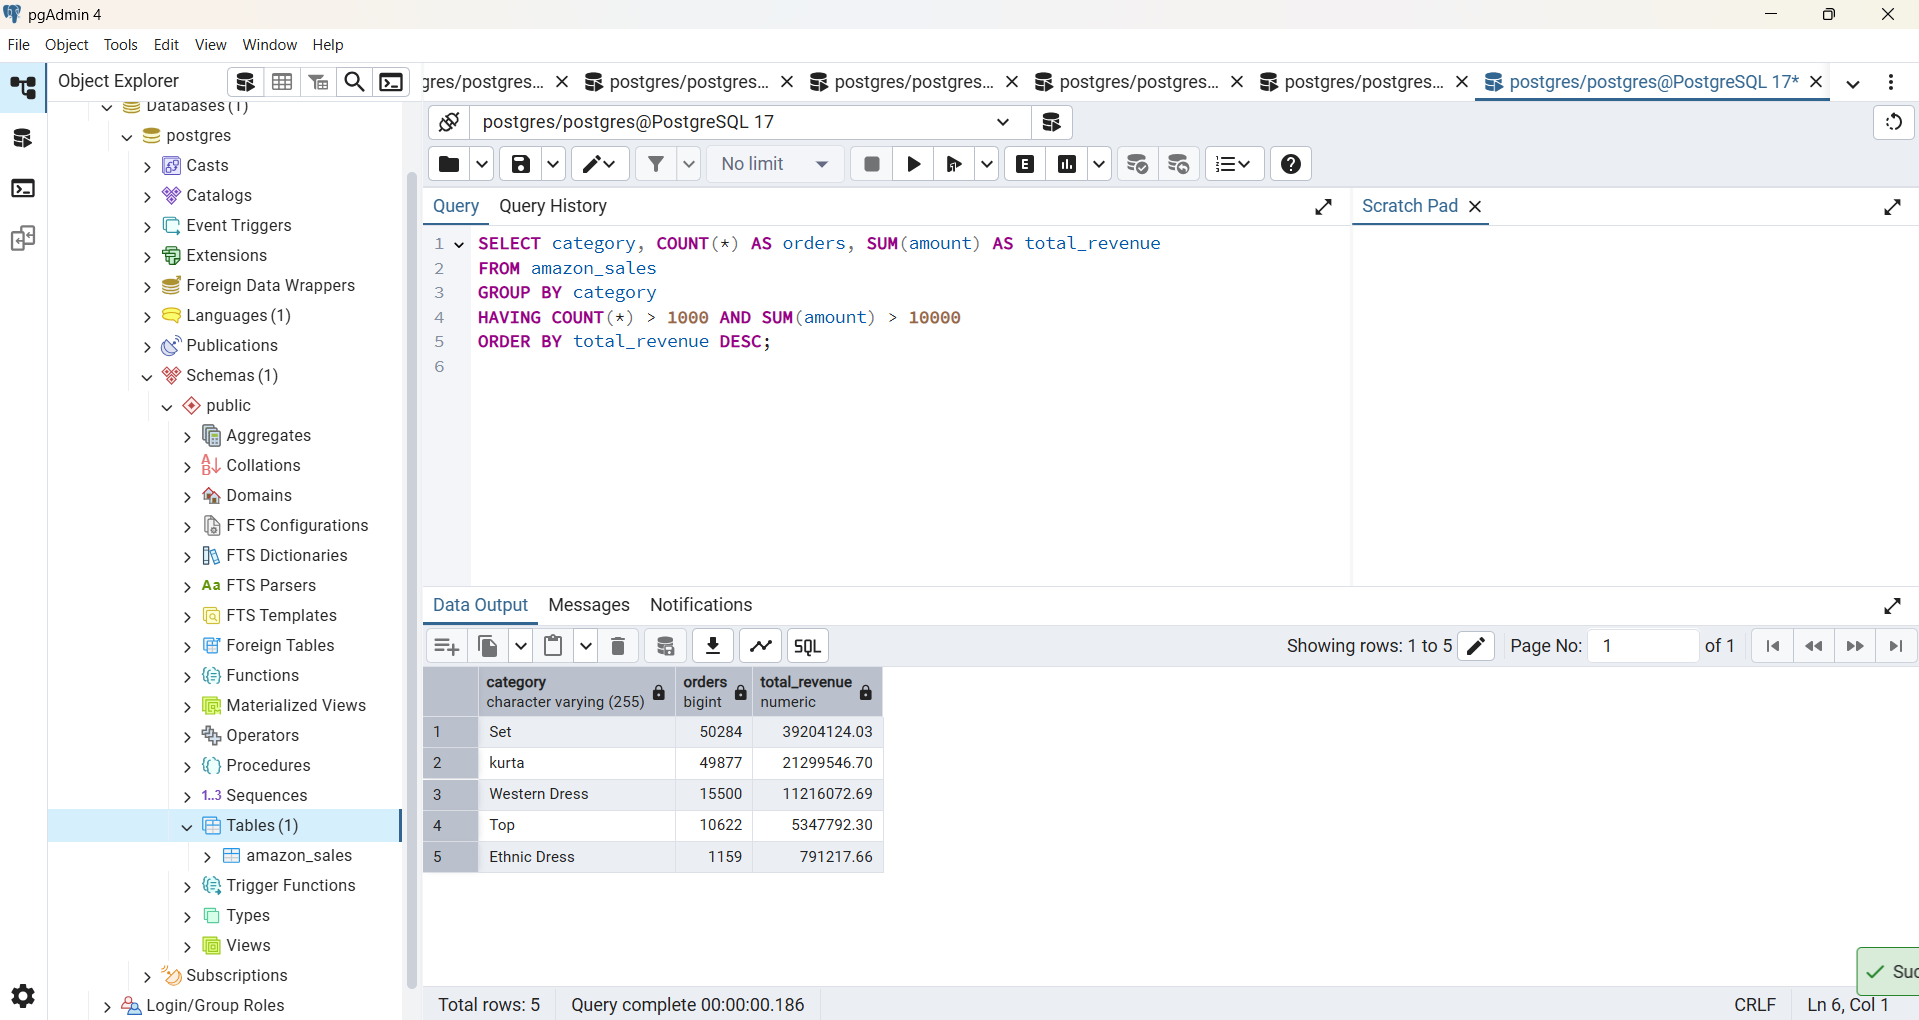 pgAdmin 4
File Object Tools Edit View Window Help
Object Explorer
gres/postgres... postgres/postgres... postgres/postgres... postgres/postgres... postgres/postgres... postgres/postgres@PostgreSQL 17*
Databases (1)
postgres
Casts
Catalogs
Event Triggers
Extensions
Foreign Data Wrappers
Languages (1)
Publications
Schemas (1)
public
Aggregates
Collations
Domains
FTS Configurations
FTS Dictionaries
Aa FTS Parsers
FTS Templates
Foreign Tables
Functions
Materialized Views
Operators
Procedures
1..3 Sequences
Tables (1)
amazon_sales
Trigger Functions
Types
Views
Subscriptions
Login/Group Roles
postgres/postgres@PostgreSQL 17
No limit
E
Query Query History
Scratch Pad
1 SELECT category, COUNT(*) AS orders, SUM(amount) AS total_revenue
2 FROM amazon_sales
3 GROUP BY category
4 HAVING COUNT(*) > 1000 AND SUM(amount) > 10000
5 ORDER BY total_revenue DESC;
6
Data Output Messages Notifications
SQL
Showing rows: 1 to 5 Page No: 1 of 1
category orders total_revenue
character varying (255) bigint numeric
1 Set 50284 39204124.03
2 kurta 49877 21299546.70
3 Western Dress 15500 11216072.69
4 Top 10622 5347792.30
5 Ethnic Dress 1159 791217.66
Suc
Total rows: 5 Query complete 00:00:00.186 CRLF Ln 6, Col 1